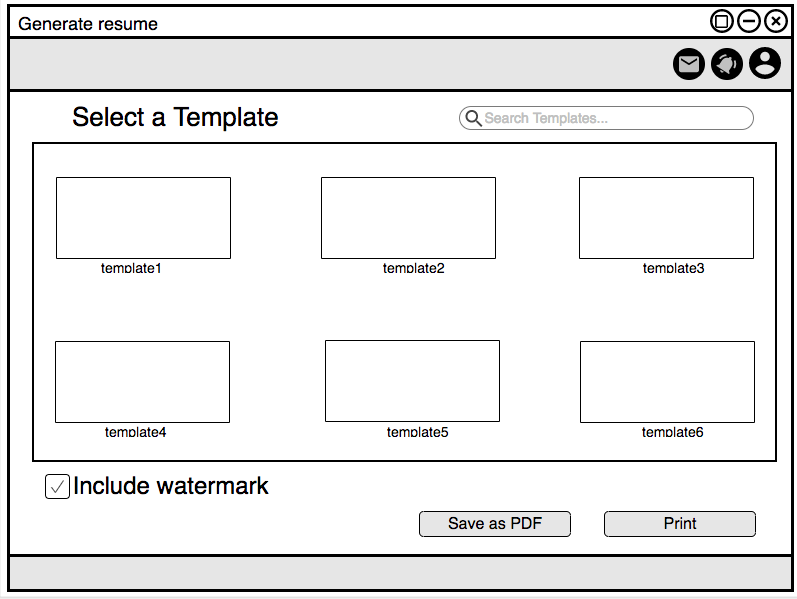 Generate resume
Select a Template
Search Templates...
template1
template2
template3
template4
template5
template6
Include watermark
Save as PDF
Print